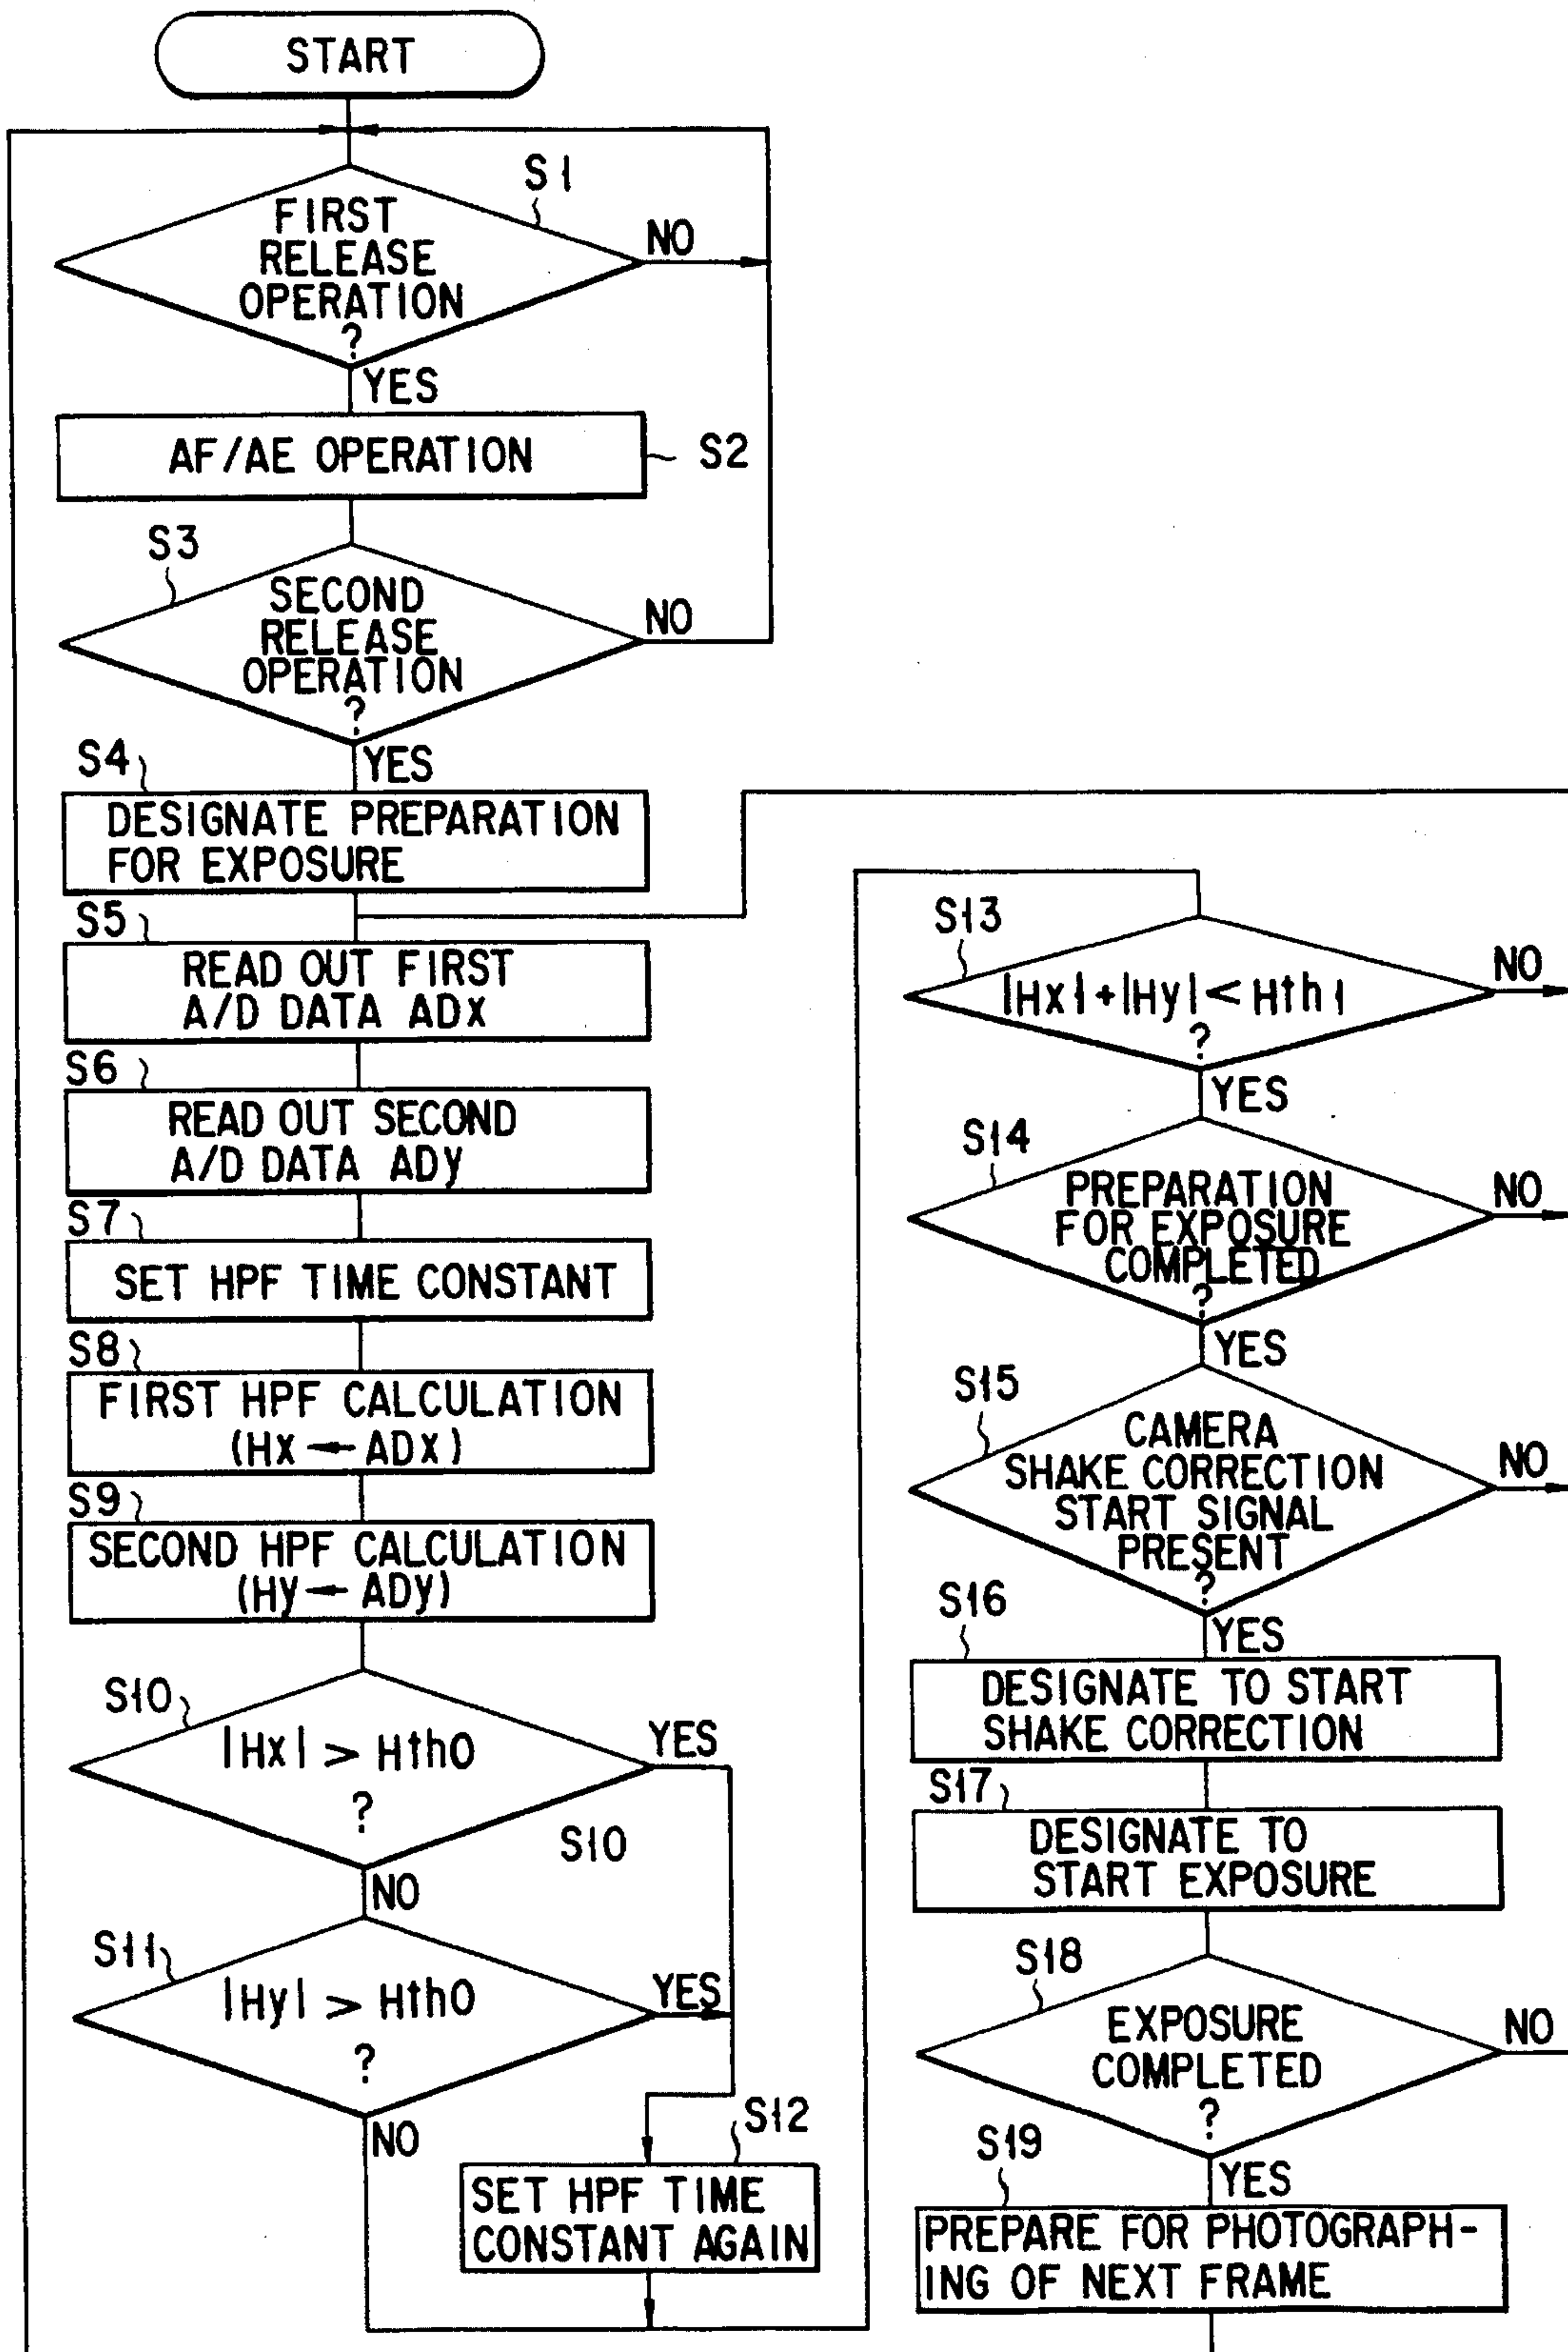 START
S1
FIRST
RELEASE
OPERATION
?
NO
YES
AF/AE OPERATION
S2
S3
SECOND
RELEASE
OPERATION
?
NO
YES
S4
DESIGNATE PREPARATION
FOR EXPOSURE
S5
READ OUT FIRST
A/D DATA ADx
S6
READ OUT SECOND
A/D DATA ADy
S7
SET HPF TIME CONSTANT
S8
FIRST HPF CALCULATION
(Hx ← ADx)
S9
SECOND HPF CALCULATION
(Hy ← ADy)
S10
|Hx| > Hth0
?
YES
S10
NO
S11
|Hy| > Hth0
?
YES
NO
S12
SET HPF TIME
CONSTANT AGAIN
S13
|Hx|+|Hy| < Hth1
?
NO
YES
S14
PREPARATION
FOR EXPOSURE
COMPLETED
?
NO
YES
S15
CAMERA
SHAKE CORRECTION
START SIGNAL
PRESENT
?
NO
YES
S16
DESIGNATE TO START
SHAKE CORRECTION
S17
DESIGNATE TO
START EXPOSURE
S18
EXPOSURE
COMPLETED
?
NO
YES
S19
PREPARE FOR PHOTOGRAPH-
ING OF NEXT FRAME